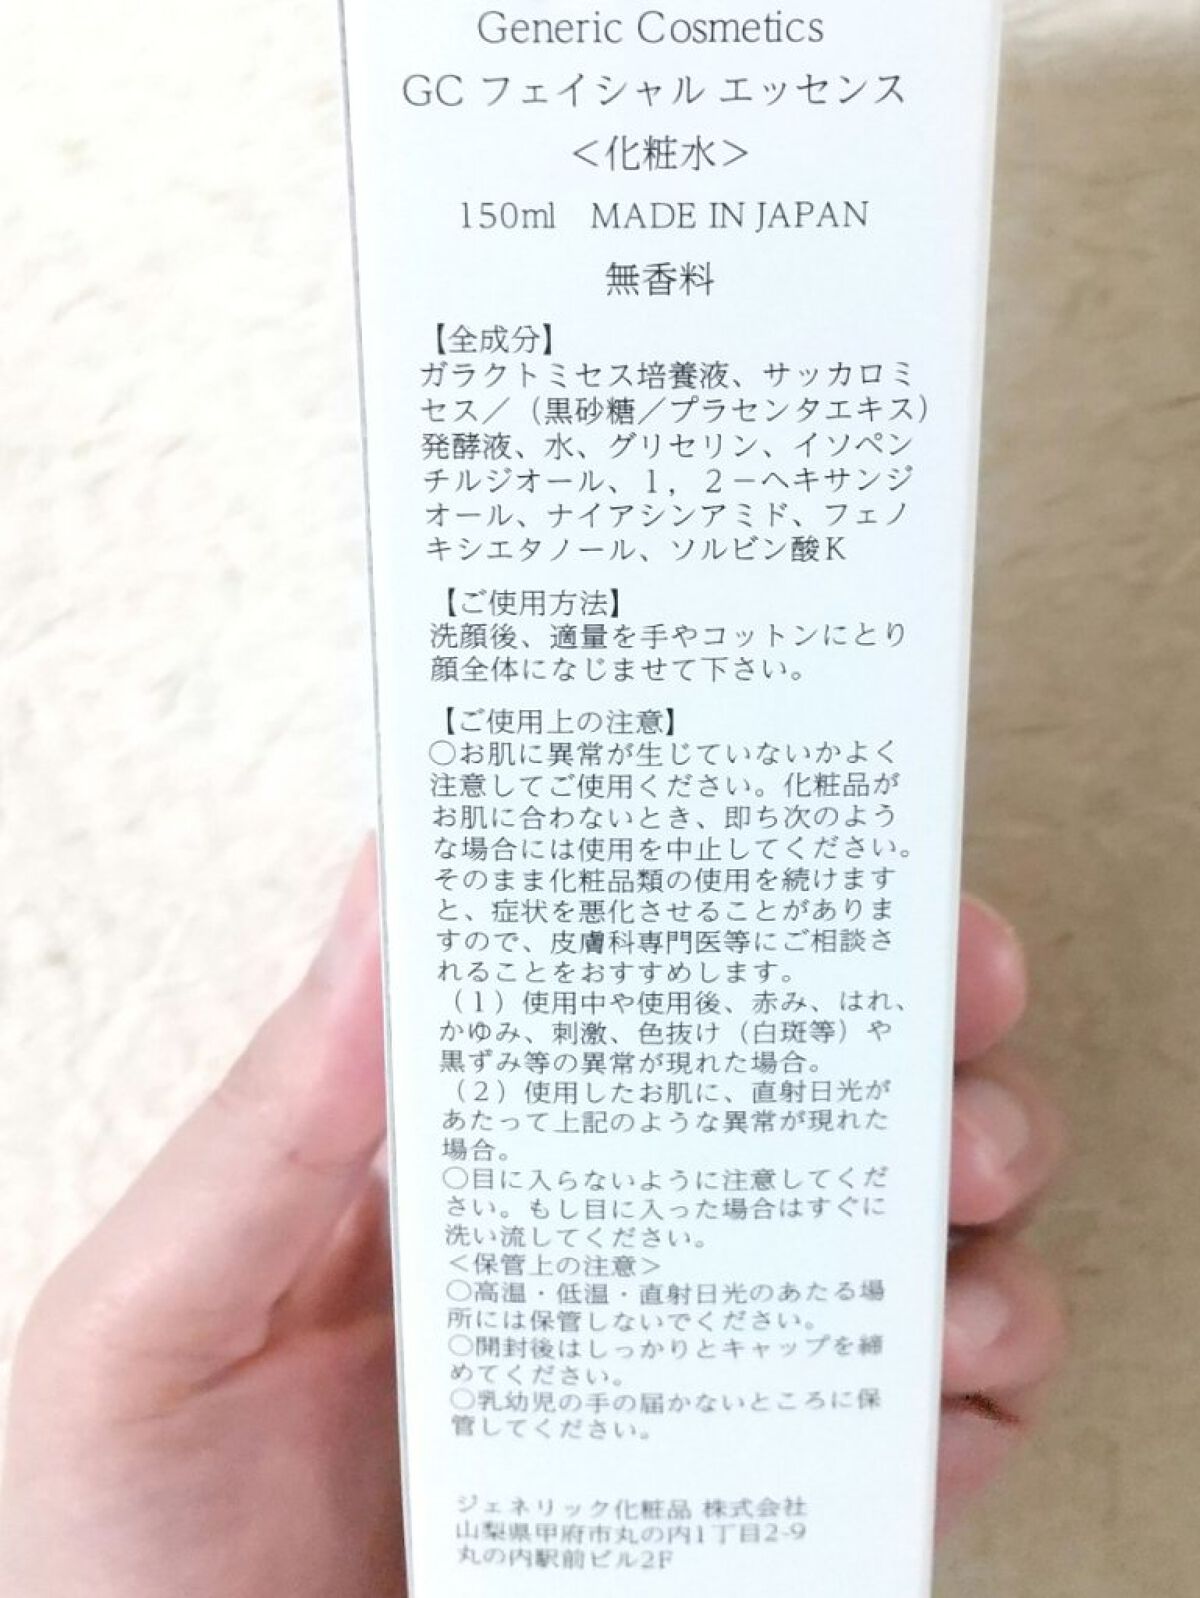 Generic Cosmetics
GC フェイシャル エッセンス
＜化粧水＞
150ml　MADE IN JAPAN
無香料
【全成分】
ガラクトミセス培養液、サッカロミ
セス／（黒砂糖／プラセンタエキス）
発酵液、水、グリセリン、イソペン
チルジオール、１，２－ヘキサンジ
オール、ナイアシンアミド、フェノ
キシエタノール、ソルビン酸Ｋ
【ご使用方法】
洗顔後、適量を手やコットンにとり
顔全体になじませて下さい。
【ご使用上の注意】
○お肌に異常が生じていないかよく
注意してご使用ください。化粧品が
お肌に合わないとき、即ち次のよう
な場合には使用を中止してください。
そのまま化粧品類の使用を続けます
と、症状を悪化させることがありま
すので、皮膚科専門医等にご相談さ
れることをおすすめします。
（１）使用中や使用後、赤み、はれ、
かゆみ、刺激、色抜け（白斑等）や
黒ずみ等の異常が現れた場合。
（２）使用したお肌に、直射日光が
あたって上記のような異常が現れた
場合。
○目に入らないように注意してくだ
さい。もし目に入った場合はすぐに
洗い流してください。
＜保管上の注意＞
○高温・低温・直射日光のあたる場
所には保管しないでください。
○開封後はしっかりとキャップを締
めてください。
○乳幼児の手の届かないところに保
管してください。
ジェネリック化粧品 株式会社
山梨県甲府市丸の内1丁目2-9
丸の内駅前ビル2F